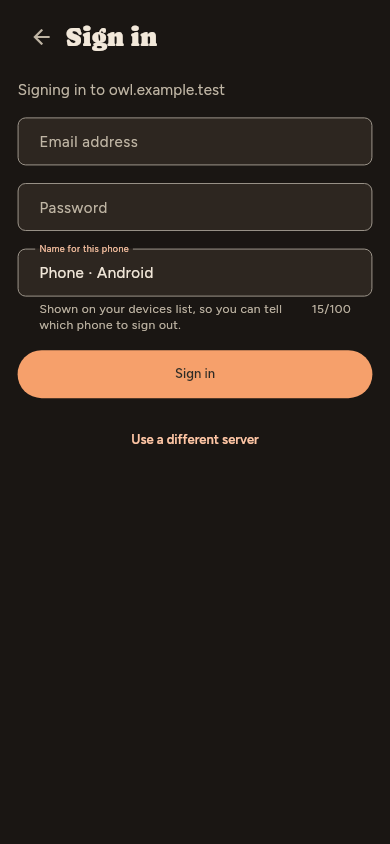 Sign in
Signing in to owl.example.test
Email address
Password
Name for this phone
Phone · Android
Shown on your devices list, so you can tell which phone to sign out.
15/100
Sign in
Use a different server